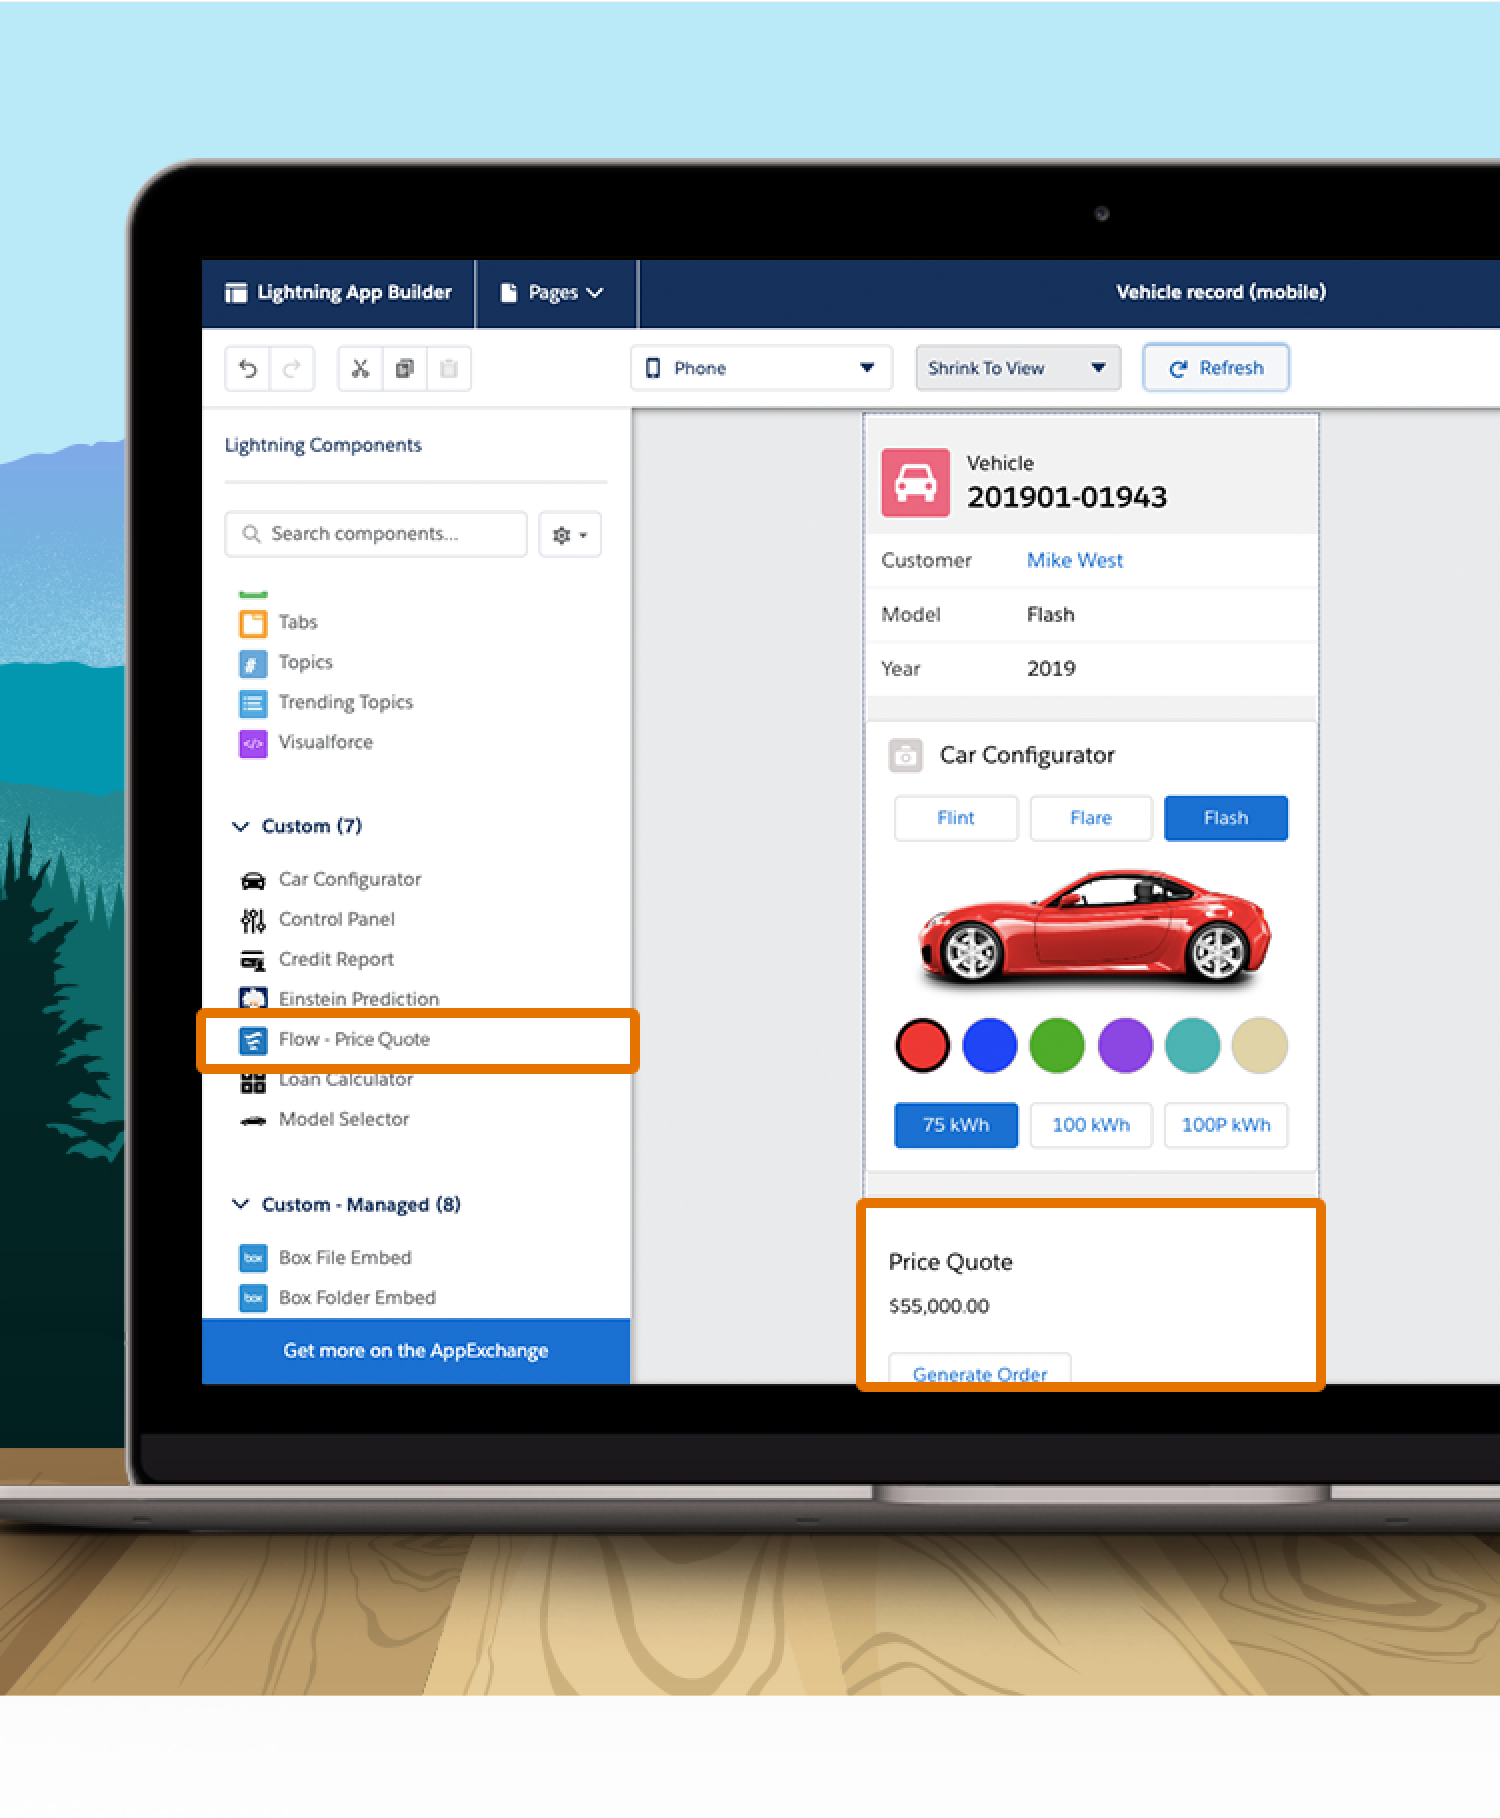 Lightning App Builder
Pages
Vehicle record (mobile)
Phone
Shrink To View
Refresh
Lightning Components
Search components...
Tabs
# Topics
Trending Topics
</> Visualforce
Custom (7)
Car Configurator
Control Panel
Credit Report
Einstein Prediction
Flow - Price Quote
Loan Calculator
Model Selector
Custom - Managed (8)
box Box File Embed
box Box Folder Embed
Get more on the AppExchange
Vehicle
201901-01943
Customer Mike West
Model Flash
Year 2019
Car Configurator
Flint Flare Flash
75 kWh 100 kWh 100P kWh
Price Quote
$55,000.00
Generate Order